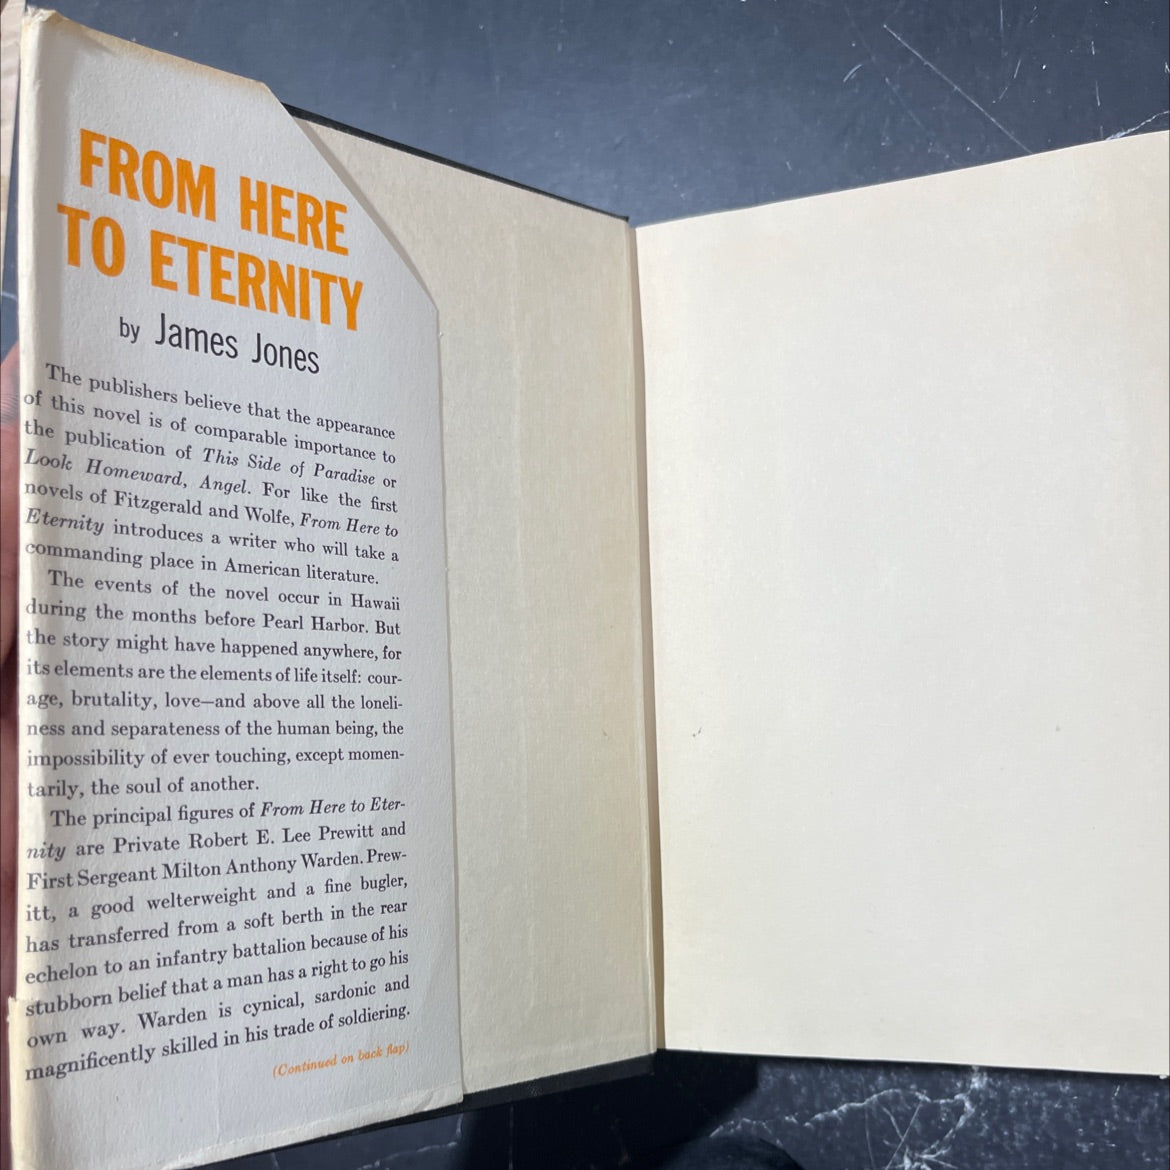 FROM HERE
TO ETERNITY
by James Jones
The publishers believe that the appearance
of this novel is of comparable importance to
the publication of This Side of Paradise or
Look Homeward, Angel. For like the first
novels of Fitzgerald and Wolfe, From Here to
Eternity introduces a writer who will take a
commanding place in American literature.
The events of the novel occur in Hawaii
during the months before Pearl Harbor. But
the story might have happened anywhere, for
its elements are the elements of life itself: cour-
age, brutality, love—and above all the loneli-
ness and separateness of the human being, the
impossibility of ever touching, except momen-
tarily, the soul of another.
The principal figures of From Here to Eter-
nity are Private Robert E. Lee Prewitt and
First Sergeant Milton Anthony Warden. Prew-
itt, a good welterweight and a fine bugler,
has transferred from a soft berth in the rear
echelon to an infantry battalion because of his
stubborn belief that a man has a right to go his
own way. Warden is cynical, sardonic and
magnificently skilled in his trade of soldiering.
(Continued on back flap)